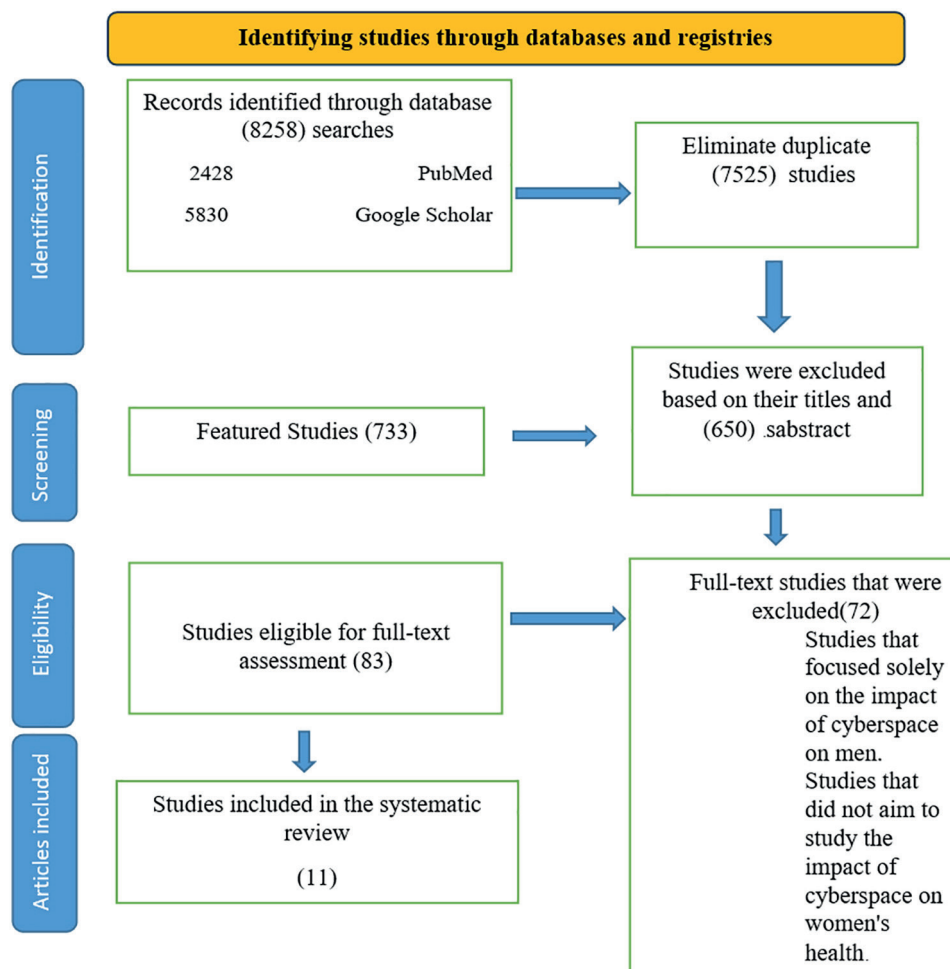 Identifying studies through databases and registries
Identification
Records identified through database
(8258) searches
2428 PubMed
5830 Google Scholar
Eliminate duplicate
(7525) studies
Screening
Featured Studies (733)
Studies were excluded
based on their titles and
(650) .sabstract
Eligibility
Studies eligible for full-text
assessment (83)
Full-text studies that were
excluded(72)
Studies that
focused solely
on the impact
of cyberspace
on men.
Studies that
did not aim to
study the
impact of
cyberspace on
women's
health.
Articles included
Studies included in the systematic
review
(11)